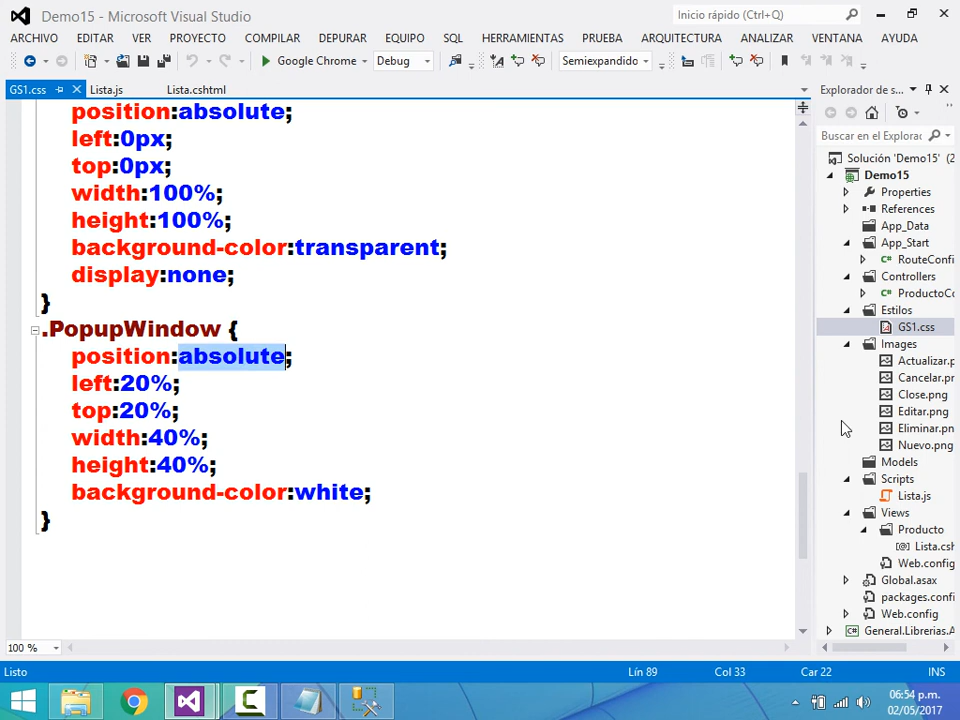 Demo15 - Microsoft Visual Studio
Inicio rápido (Ctrl+Q)
ARCHIVO EDITAR VER PROYECTO COMPILAR DEPURAR EQUIPO SQL HERRAMIENTAS PRUEBA ARQUITECTURA ANALIZAR VENTANA AYUDA
Google Chrome Debug Semiexpandido
GS1.css Lista.js Lista.cshtml
Explorador de s...
Buscar en el Explorac
position:absolute;
left:0px;
top:0px;
width:100%;
height:100%;
background-color:transparent;
display:none;
}
.PopupWindow {
position:absolute;
left:20%;
top:20%;
width:40%;
height:40%;
background-color:white;
}
Solución 'Demo15' (2
Demo15
Properties
References
App_Data
App_Start
RouteConfi
Controllers
ProductoCo
Estilos
GS1.css
Images
Actualizar.p
Cancelar.pr
Close.png
Editar.png
Eliminar.pn
Nuevo.png
Models
Scripts
Lista.js
Views
Producto
Lista.csh
Web.config
Global.asax
packages.confi
Web.config
General.Librerias.A
100 %
Listo Lín 89 Col 33 Car 22 INS
06:54 p.m.
02/05/2017